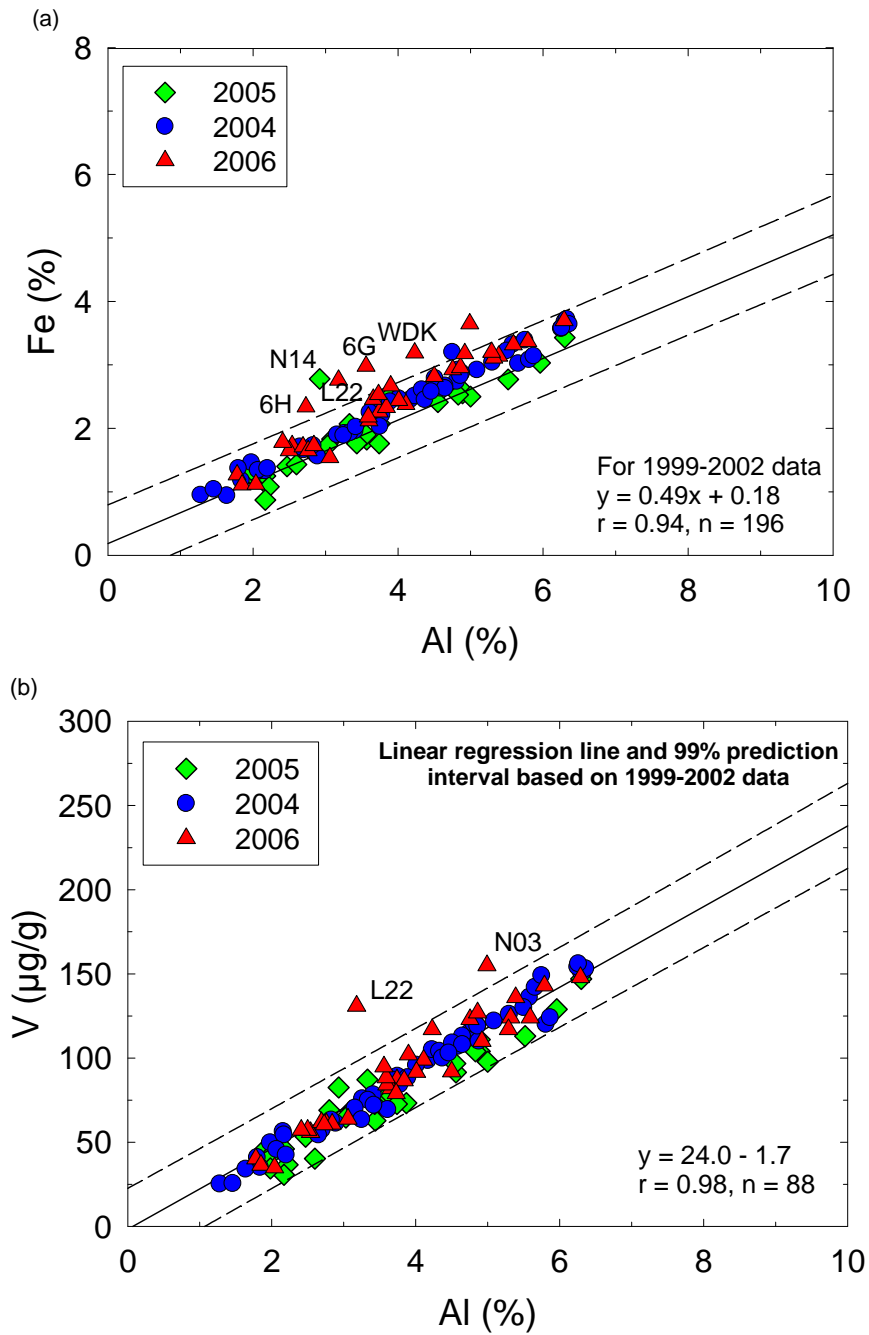 (a)
8
6
4
2
0
Fe (%)
2005
2004
2006
WDK
6G
N14
L22
6H
For 1999-2002 data
y = 0.49x + 0.18
r = 0.94, n = 196
0 2 4 6 8 10
Al (%)
(b)
300
250
200
150
100
50
0
V (µg/g)
2005
2004
2006
Linear regression line and 99% prediction
interval based on 1999-2002 data
N03
L22
y = 24.0 - 1.7
r = 0.98, n = 88
0 2 4 6 8 10
Al (%)